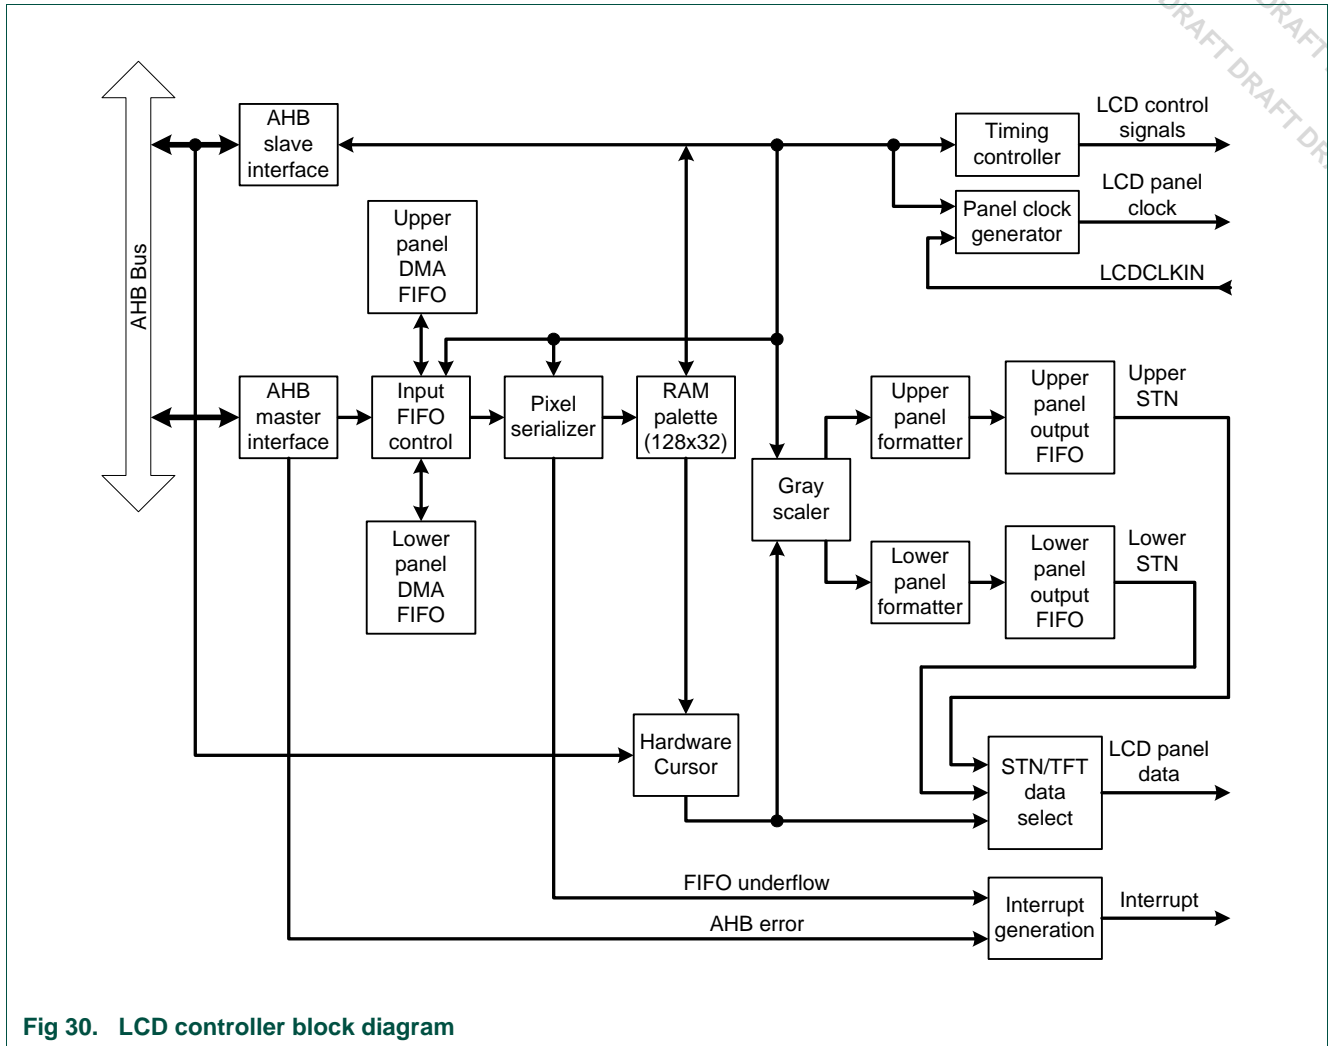 DRAFT
DRAFT DRAFT DR
AHB
slave
interface
Timing
controller
LCD control
signals
Panel clock
generator
LCD panel
clock
LCDCLKIN
AHB Bus
Upper
panel
DMA
FIFO
AHB
master
interface
Input
FIFO
control
Pixel
serializer
RAM
palette
(128x32)
Upper
panel
formatter
Upper
panel
output
FIFO
Upper
STN
Gray
scaler
Lower
panel
DMA
FIFO
Lower
panel
formatter
Lower
panel
output
FIFO
Lower
STN
Hardware
Cursor
STN/TFT
data
select
LCD panel
data
FIFO underflow
AHB error
Interrupt
generation
Interrupt
Fig 30. LCD controller block diagram